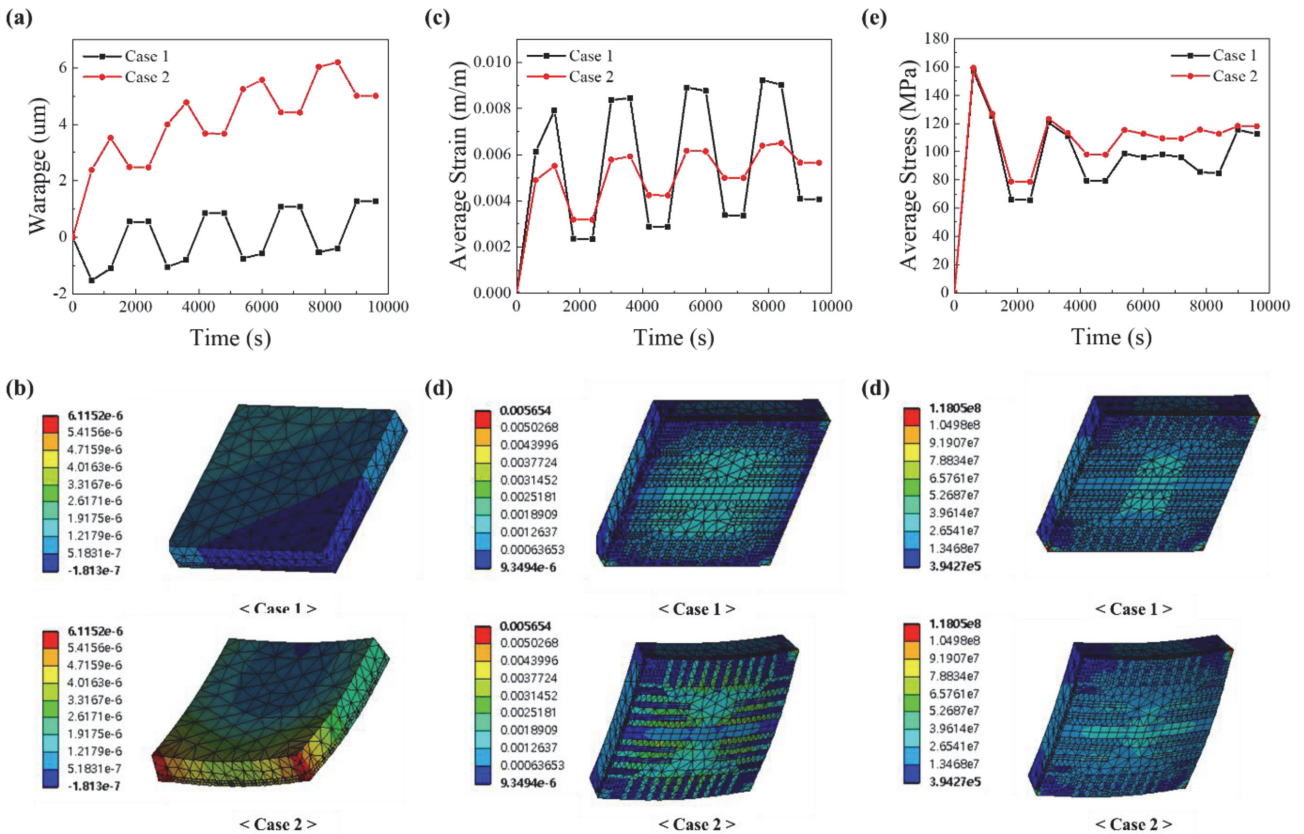 (a)
Case 1
Case 2
6
4
2
0
-2
0
2000
4000
6000
8000
10000
Warapge (um)
Time (s)
(c)
Case 1
Case 2
0.010
0.008
0.006
0.004
0.002
0.000
0
2000
4000
6000
8000
10000
Average Strain (m/m)
Time (s)
(e)
Case 1
Case 2
180
160
140
120
100
80
60
40
20
0
0
2000
4000
6000
8000
10000
Average Stress (MPa)
Time (s)
(b)
6.1152e-6
5.4156e-6
4.7159e-6
4.0163e-6
3.3167e-6
2.6171e-6
1.9175e-6
1.2179e-6
5.1831e-7
-1.813e-7
< Case 1 >
6.1152e-6
5.4156e-6
4.7159e-6
4.0163e-6
3.3167e-6
2.6171e-6
1.9175e-6
1.2179e-6
5.1831e-7
-1.813e-7
< Case 2 >
(d)
0.005654
0.0050268
0.0043996
0.0037724
0.0031452
0.0025181
0.0018909
0.0012637
0.00063653
9.3494e-6
< Case 1 >
0.005654
0.0050268
0.0043996
0.0037724
0.0031452
0.0025181
0.0018909
0.0012637
0.00063653
9.3494e-6
< Case 2 >
(d)
1.1805e8
1.0498e8
9.1907e7
7.8834e7
6.5761e7
5.2687e7
3.9614e7
2.6541e7
1.3468e7
3.9427e5
< Case 1 >
1.1805e8
1.0498e8
9.1907e7
7.8834e7
6.5761e7
5.2687e7
3.9614e7
2.6541e7
1.3468e7
3.9427e5
< Case 2 >